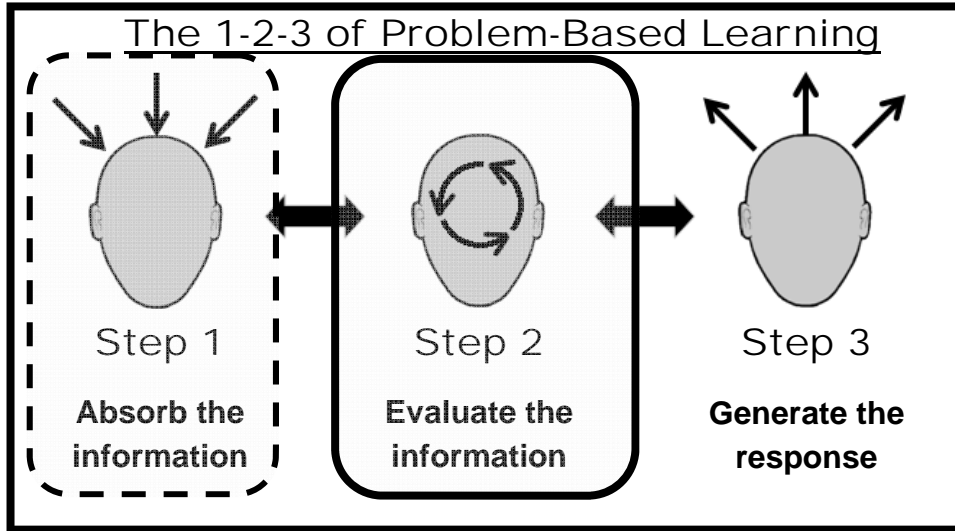 The 1-2-3 of Problem-Based Learning
Step 1
Step 2
Step 3
Absorb the
information
Evaluate the
information
Generate the
response